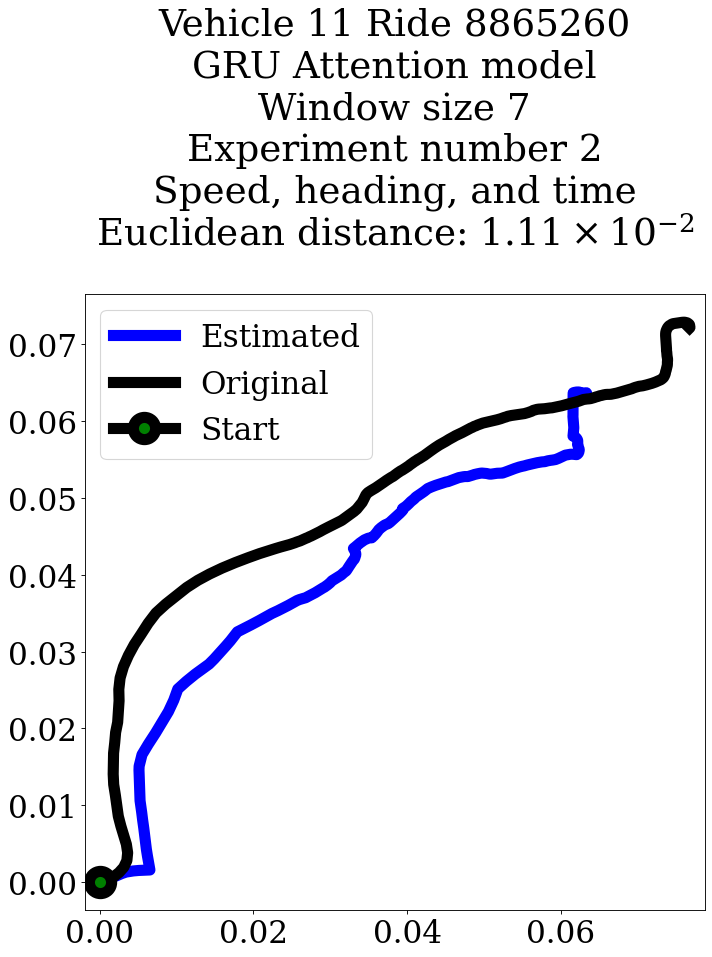 Vehicle 11 Ride 8865260
GRU Attention model
Window size 7
Experiment number 2
Speed, heading, and time
Euclidean distance: 1.11 × 10⁻²
Estimated
Original
Start
0.07
0.06
0.05
0.04
0.03
0.02
0.01
0.00
0.00 0.02 0.04 0.06